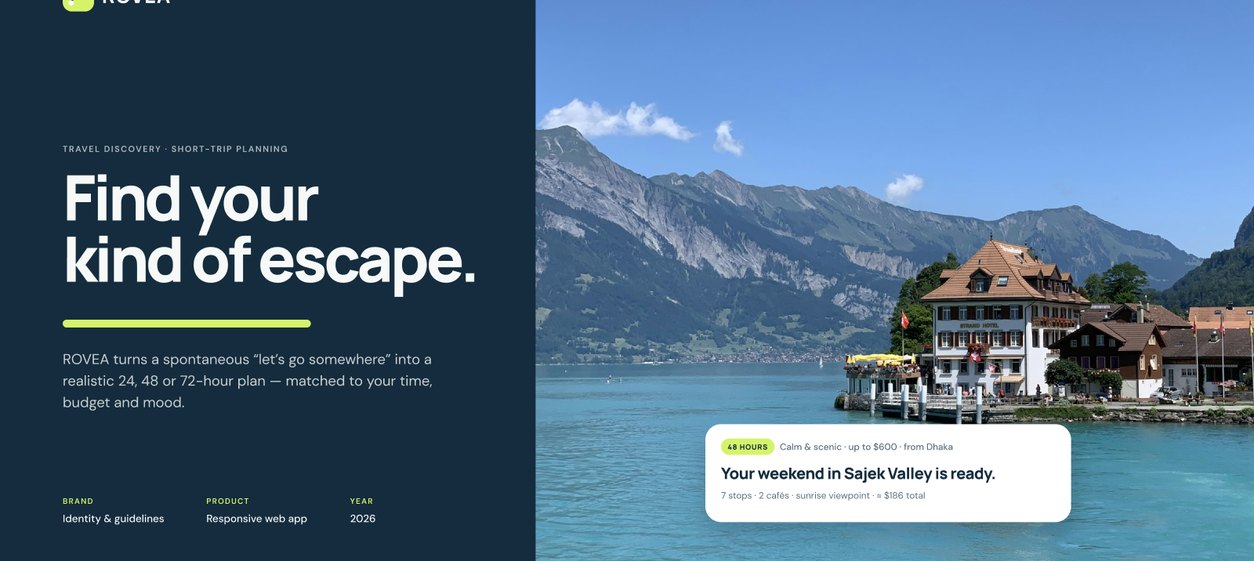 ROVEA
TRAVEL DISCOVERY · SHORT-TRIP PLANNING
Find your
kind of escape.
ROVEA turns a spontaneous “let’s go somewhere” into a
realistic 24, 48 or 72-hour plan — matched to your time,
budget and mood.
BRAND
Identity & guidelines
PRODUCT
Responsive web app
YEAR
2026
STRAND HOTEL
48 HOURS
Calm & scenic · up to $600 · from Dhaka
Your weekend in Sajek Valley is ready.
7 stops · 2 cafés · sunrise viewpoint · ≈ $186 total